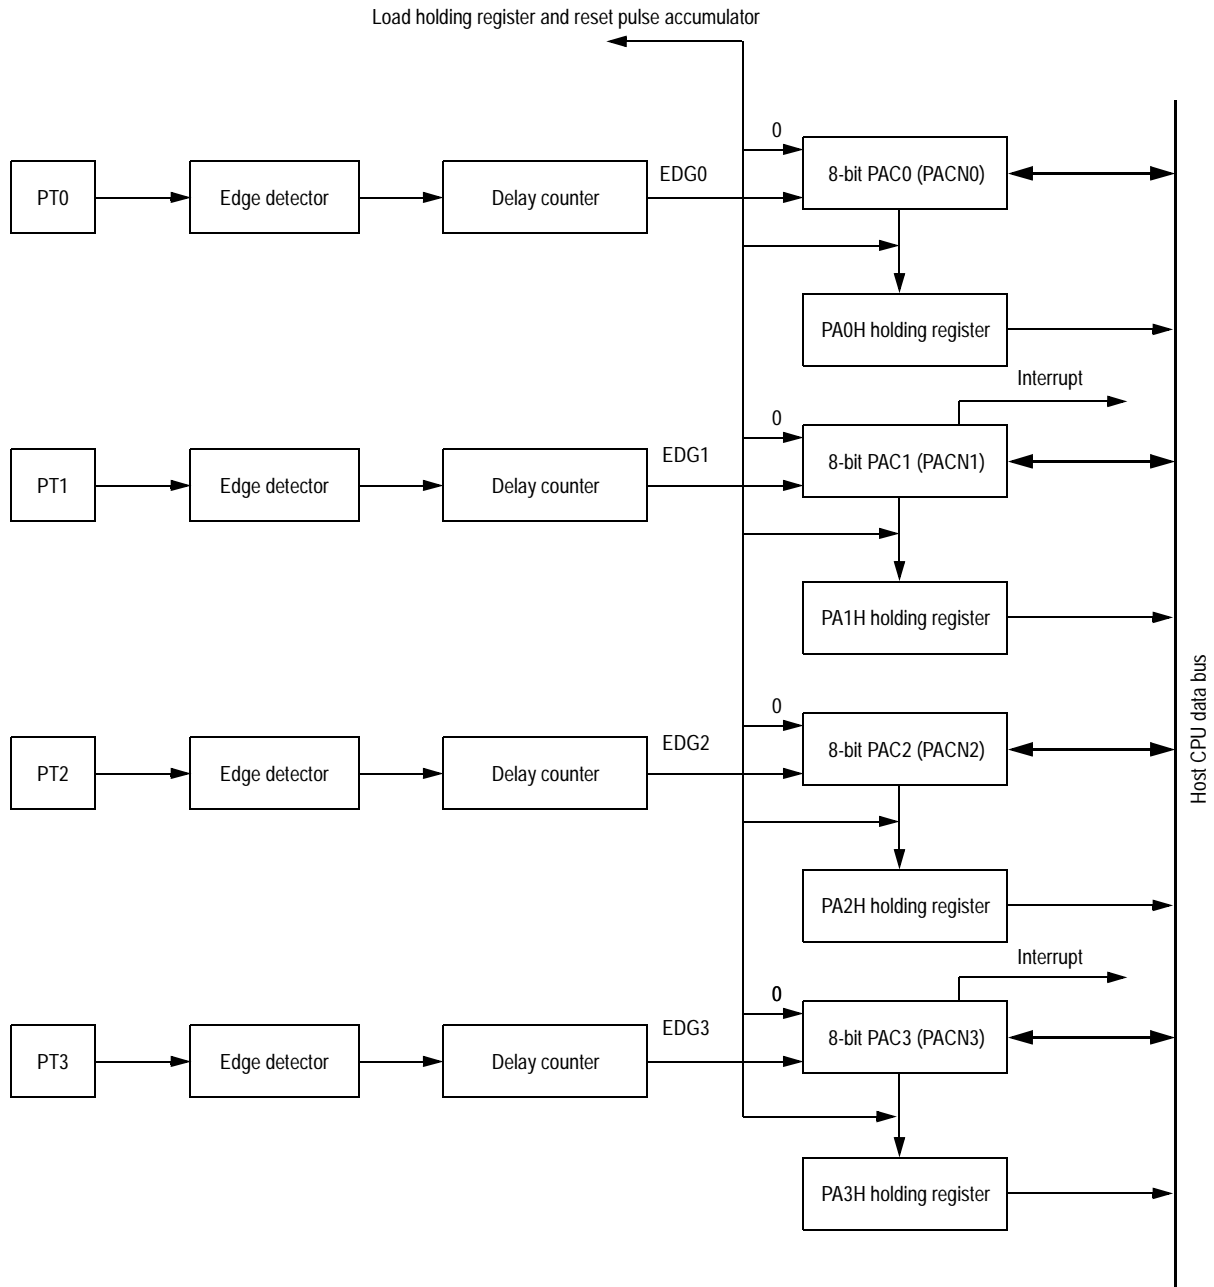 Load holding register and reset pulse accumulator
0
8-bit PAC0 (PACN0)
EDG0
PT0
Edge detector
Delay counter
PA0H holding register
Interrupt
0
8-bit PAC1 (PACN1)
EDG1
PT1
Edge detector
Delay counter
PA1H holding register
Host CPU data bus
0
8-bit PAC2 (PACN2)
EDG2
PT2
Edge detector
Delay counter
PA2H holding register
Interrupt
0
8-bit PAC3 (PACN3)
EDG3
PT3
Edge detector
Delay counter
PA3H holding register